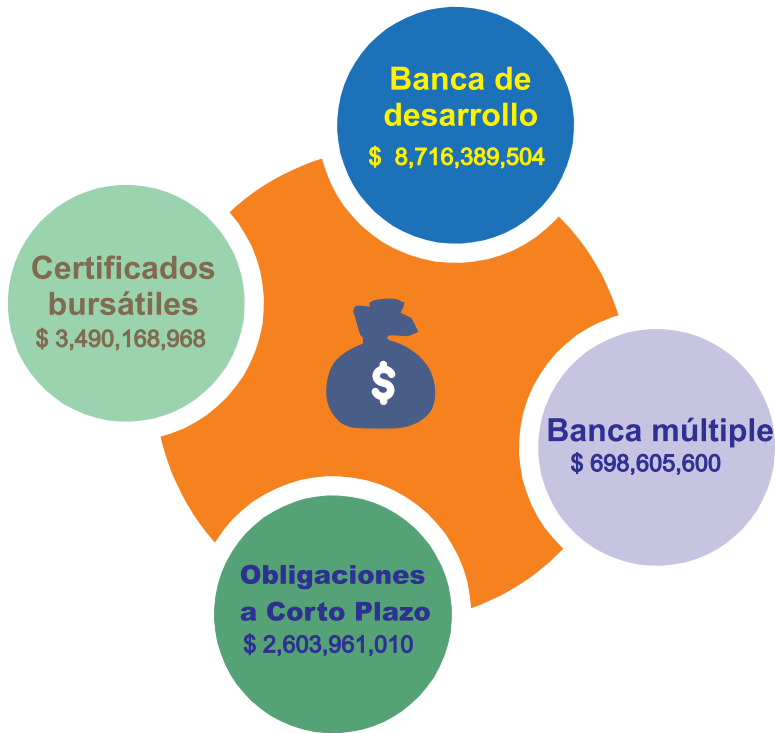 Banca de
desarrollo
$ 8,716,389,504
Certificados
bursátiles
$ 3,490,168,968
$
Banca múltiple
$ 698,605,600
Obligaciones
a Corto Plazo
$ 2,603,961,010